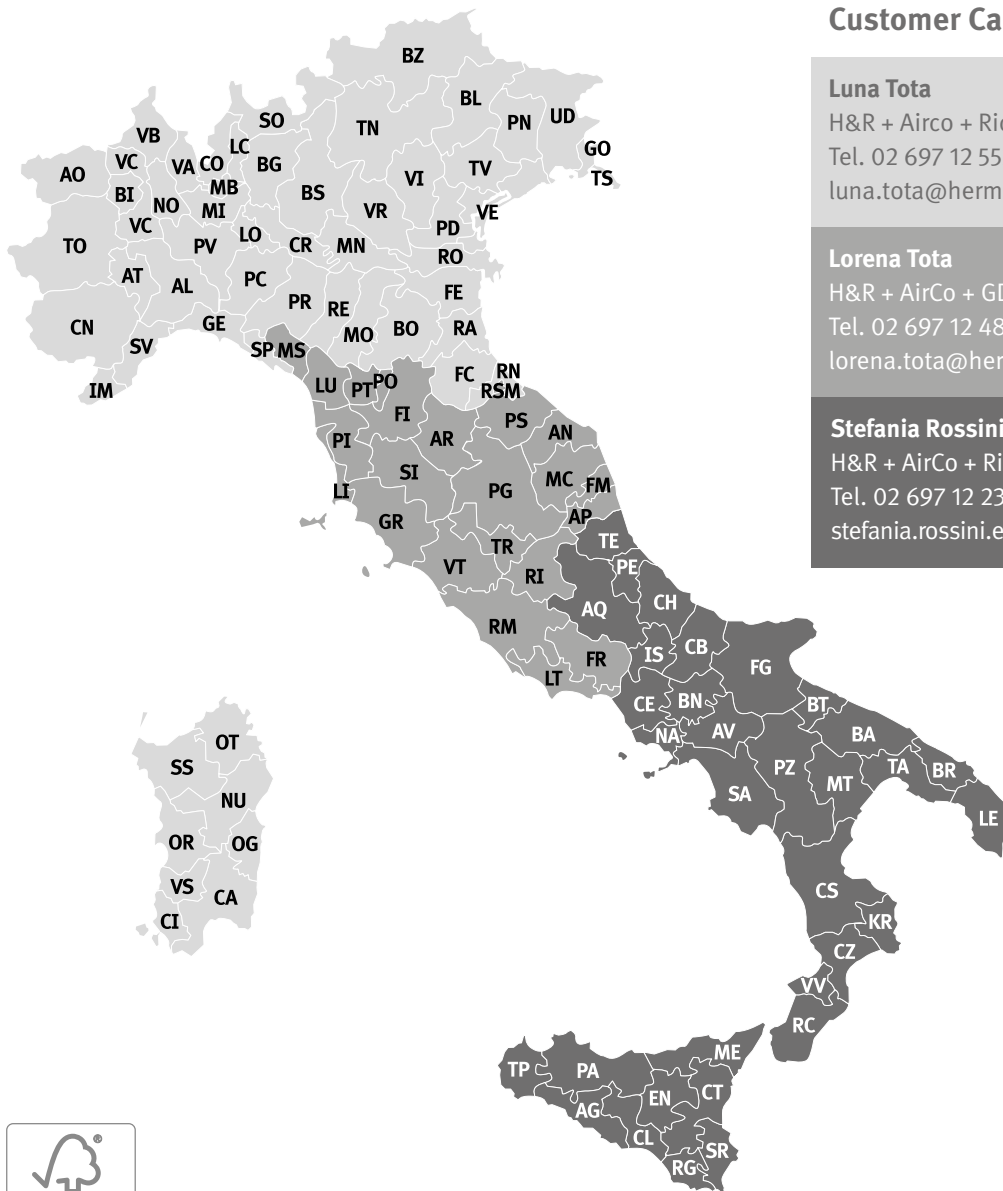 Customer Ca
Luna Tota
H&R + Airco + Ric
Tel. 02 697 12 55
luna.tota@herm
Lorena Tota
H&R + AirCo + GD
Tel. 02 697 12 48
lorena.tota@her
Stefania Rossini
H&R + AirCo + Ri
Tel. 02 697 12 23
stefania.rossini.e
BZ
BL
SO
TN
PN
UD
VB
LC
GO
VC
VA
CO
BG
TV
TS
AO
VI
BI
MB
BS
NO
MI
VR
VE
VC
LO
PD
TO
PV
CR
MN
RO
AT
AL
PC
FE
PR
RE
CN
GE
MO
BO
RA
SV
SP
MS
FC
RN
IM
LU
PT
PO
RSM
FI
PS
PI
AR
AN
SI
MC
LI
PG
FM
GR
AP
TR
TE
VT
RI
PE
AQ
CH
RM
IS
CB
FR
FG
LT
CE
BN
BT
NA
AV
BA
OT
SS
PZ
TA
BR
NU
SA
MT
LE
OR
OG
VS
CA
CS
CI
KR
CZ
VV
RC
ME
TP
PA
CT
EN
AG
CL
SR
RG
®